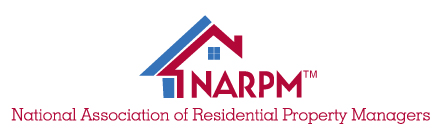 NARPM™
National Association of Residential Property Managers